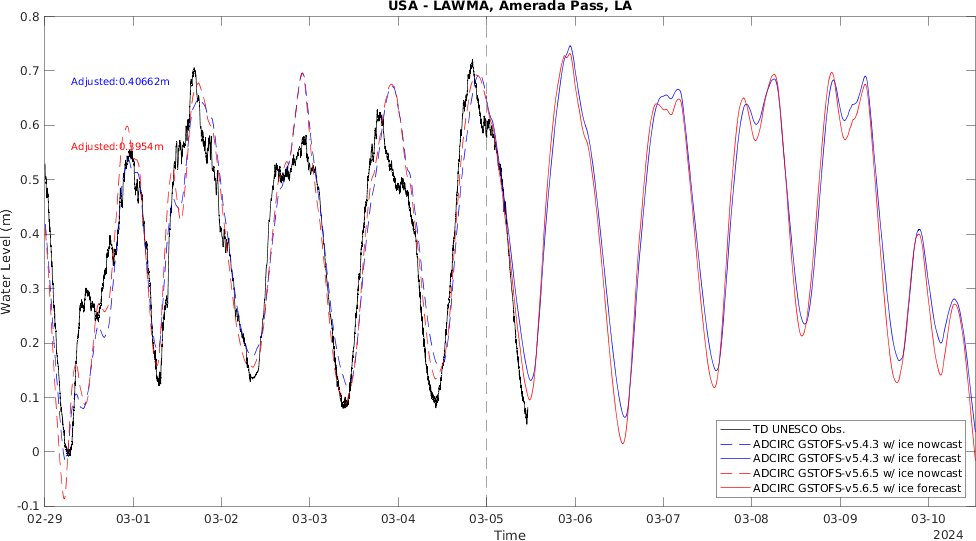 USA - LAWMA, Amerada Pass, LA
0.8
0.7
0.6
0.5
0.4
0.3
0.2
0.1
0
-0.1
Water Level (m)
Adjusted:0.40662m
Adjusted:0.3954m
TD UNESCO Obs.
ADCIRC GSTOFS-v5.4.3 w/ ice nowcast
ADCIRC GSTOFS-v5.4.3 w/ ice forecast
ADCIRC GSTOFS-v5.6.5 w/ ice nowcast
ADCIRC GSTOFS-v5.6.5 w/ ice forecast
02-29 03-01 03-02 03-03 03-04 03-05 03-06 03-07 03-08 03-09 03-10
Time
2024